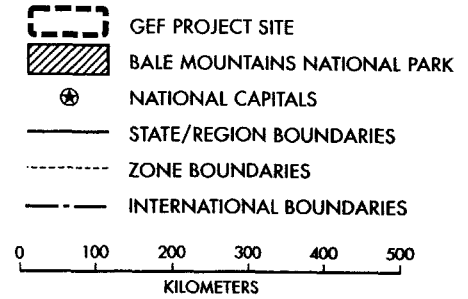 GEF PROJECT SITE
BALE MOUNTAINS NATIONAL PARK
NATIONAL CAPITALS
STATE/REGION BOUNDARIES
ZONE BOUNDARIES
INTERNATIONAL BOUNDARIES
0 100 200 300 400 500
KILOMETERS